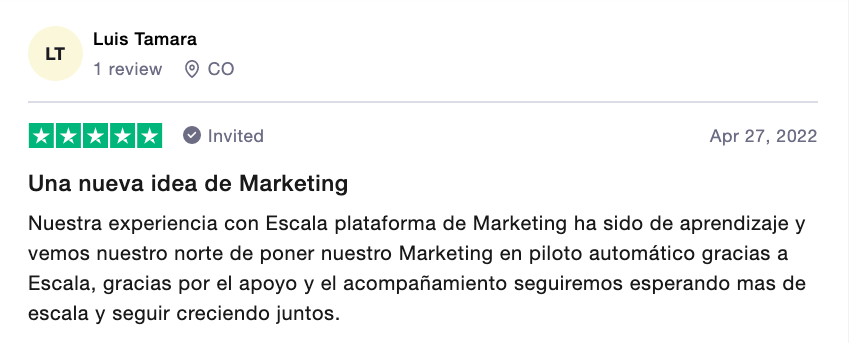 LT
Luis Tamara
1 review CO
Invited
Apr 27, 2022
Una nueva idea de Marketing
Nuestra experiencia con Escala plataforma de Marketing ha sido de aprendizaje y
vemos nuestro norte de poner nuestro Marketing en piloto automático gracias a
Escala, gracias por el apoyo y el acompañamiento seguiremos esperando mas de
escala y seguir creciendo juntos.